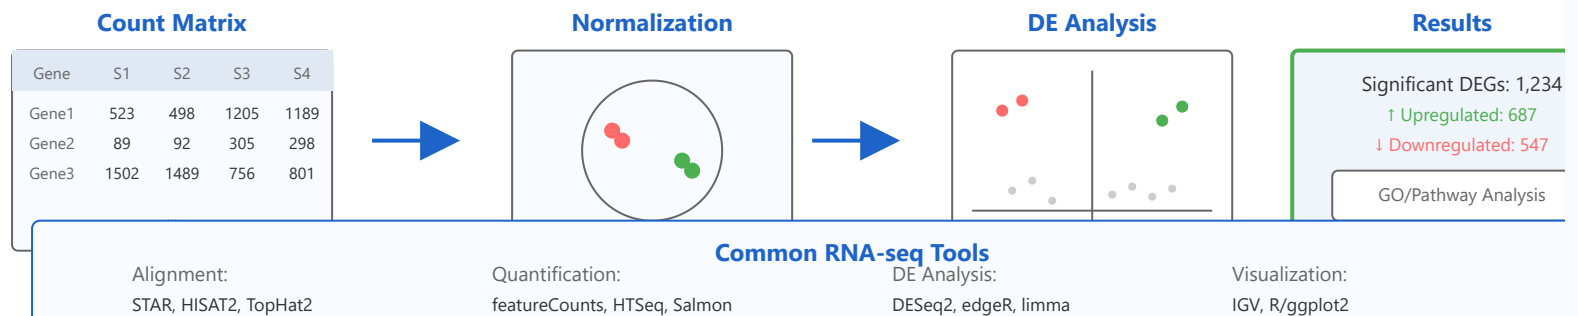 Count Matrix
Normalization
DE Analysis
Results
Gene S1 S2 S3 S4
Gene1 523 498 1205 1189
Gene2 89 92 305 298
Gene3 1502 1489 756 801
Significant DEGs: 1,234
↑ Upregulated: 687
↓ Downregulated: 547
GO/Pathway Analysis
Common RNA-seq Tools
Alignment:
STAR, HISAT2, TopHat2
Quantification:
featureCounts, HTSeq, Salmon
DE Analysis:
DESeq2, edgeR, limma
Visualization:
IGV, R/ggplot2